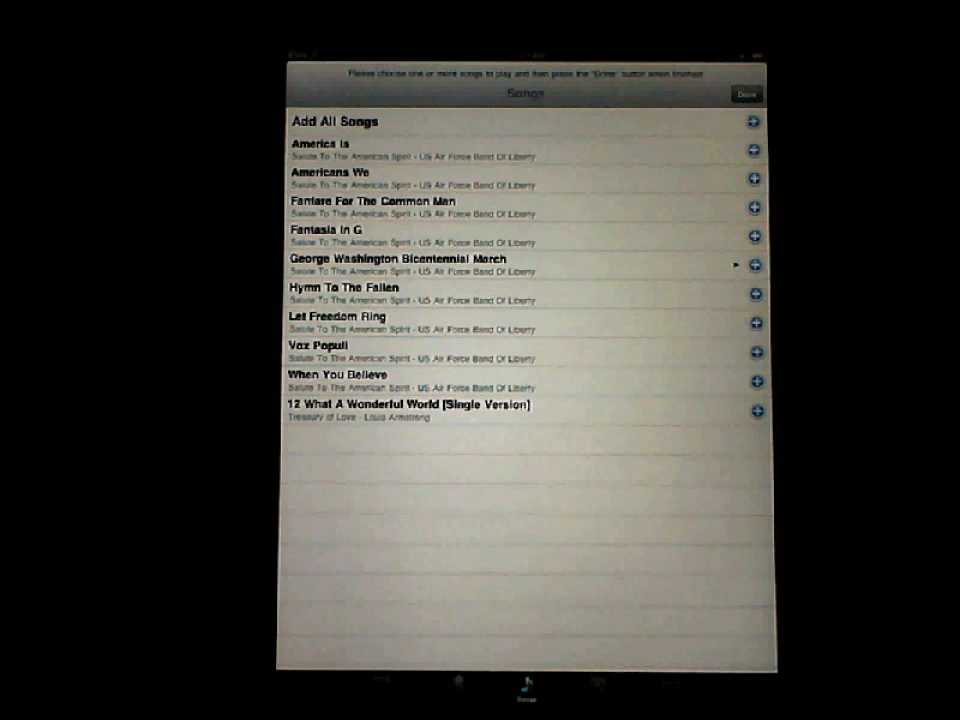 Please choose one or more songs to play and then press the "Done" button when finished.
Songs
Done
Add All Songs
America Is
Salute To The American Spirit - US Air Force Band Of Liberty
Americans We
Salute To The American Spirit - US Air Force Band Of Liberty
Fanfare For The Common Man
Salute To The American Spirit - US Air Force Band Of Liberty
Fantasia In G
Salute To The American Spirit - US Air Force Band Of Liberty
George Washington Bicentennial March
Salute To The American Spirit - US Air Force Band Of Liberty
Hymn To The Fallen
Salute To The American Spirit - US Air Force Band Of Liberty
Let Freedom Ring
Salute To The American Spirit - US Air Force Band Of Liberty
Vox Populi
Salute To The American Spirit - US Air Force Band Of Liberty
When You Believe
Salute To The American Spirit - US Air Force Band Of Liberty
12 What A Wonderful World [Single Version]
Treasury of Love - Louis Armstrong
Songs